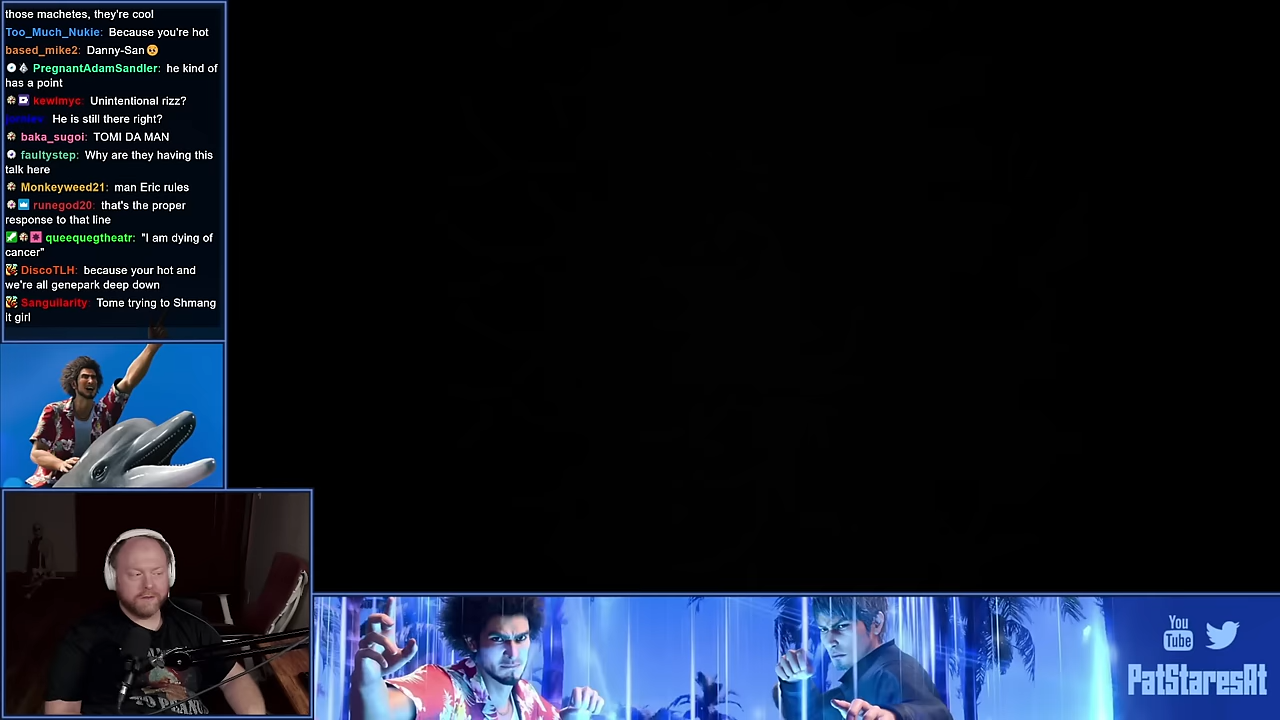 those machetes, they're cool
Too_Much_Nukie: Because you're hot
based_mike2: Danny-San
PregnantAdamSandler: he kind of
has a point
kewlmyc: Unintentional rizz?
He is still there right?
baka_sugoi: TOMI DA MAN
faultystep: Why are they having this
talk here
Monkeyweed21: man Eric rules
runegod20: that's the proper
response to that line
queequegtheatr: "I am dying of
cancer"
DiscoTLH: because your hot and
we're all genepark deep down
Sanguilarity: Tome trying to Shmang
it girl
You
Tube
PatStaresAt